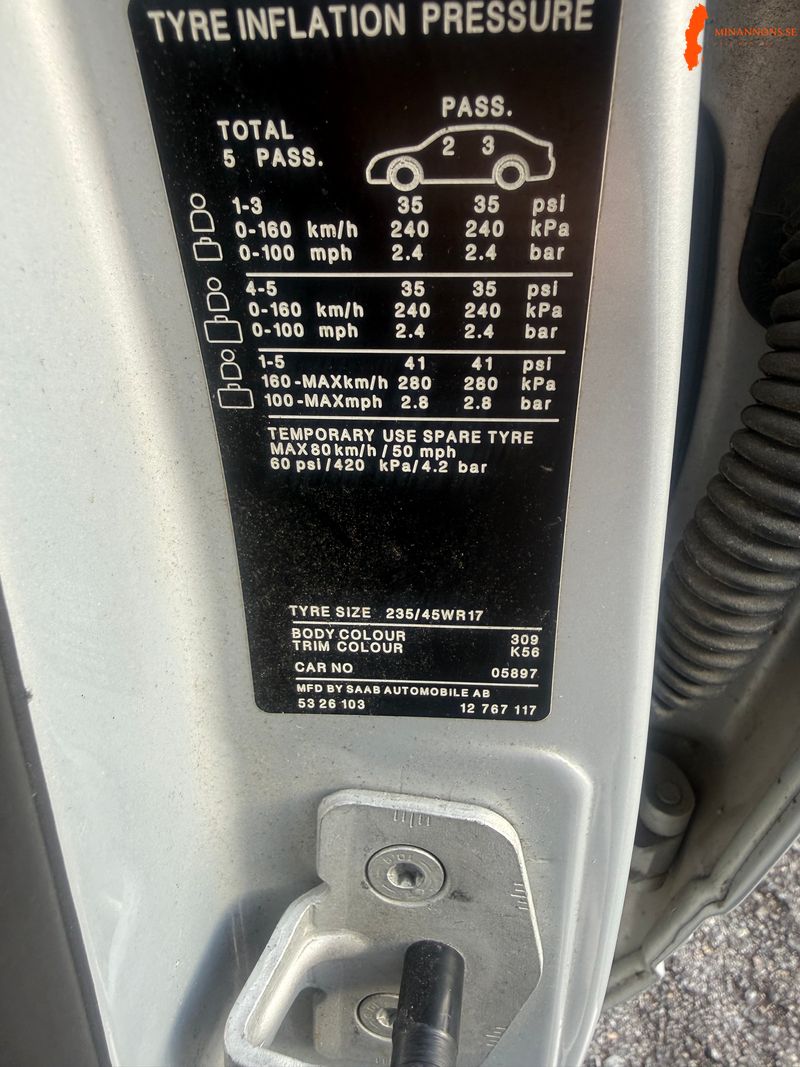 MINANNONS.SE
TYRE INFLATION PRESSURE
PASS.
2 3
TOTAL
5 PASS.
1-3 35 35 psi
0-160 km/h 240 240 kPa
0-100 mph 2.4 2.4 bar
4-5 35 35 psi
0-160 km/h 240 240 kPa
0-100 mph 2.4 2.4 bar
1-5 41 41 psi
160-MAXkm/h 280 280 kPa
100-MAXmph 2.8 2.8 bar
TEMPORARY USE SPARE TYRE
MAX80km/h/50 mph
60 psi/420 kPa/4.2 bar
TYRE SIZE 235/45WR17
BODY COLOUR 309
TRIM COLOUR K56
CAR NO 05897
MFD BY SAAB AUTOMOBILE AB
53 26 103 12 767 117